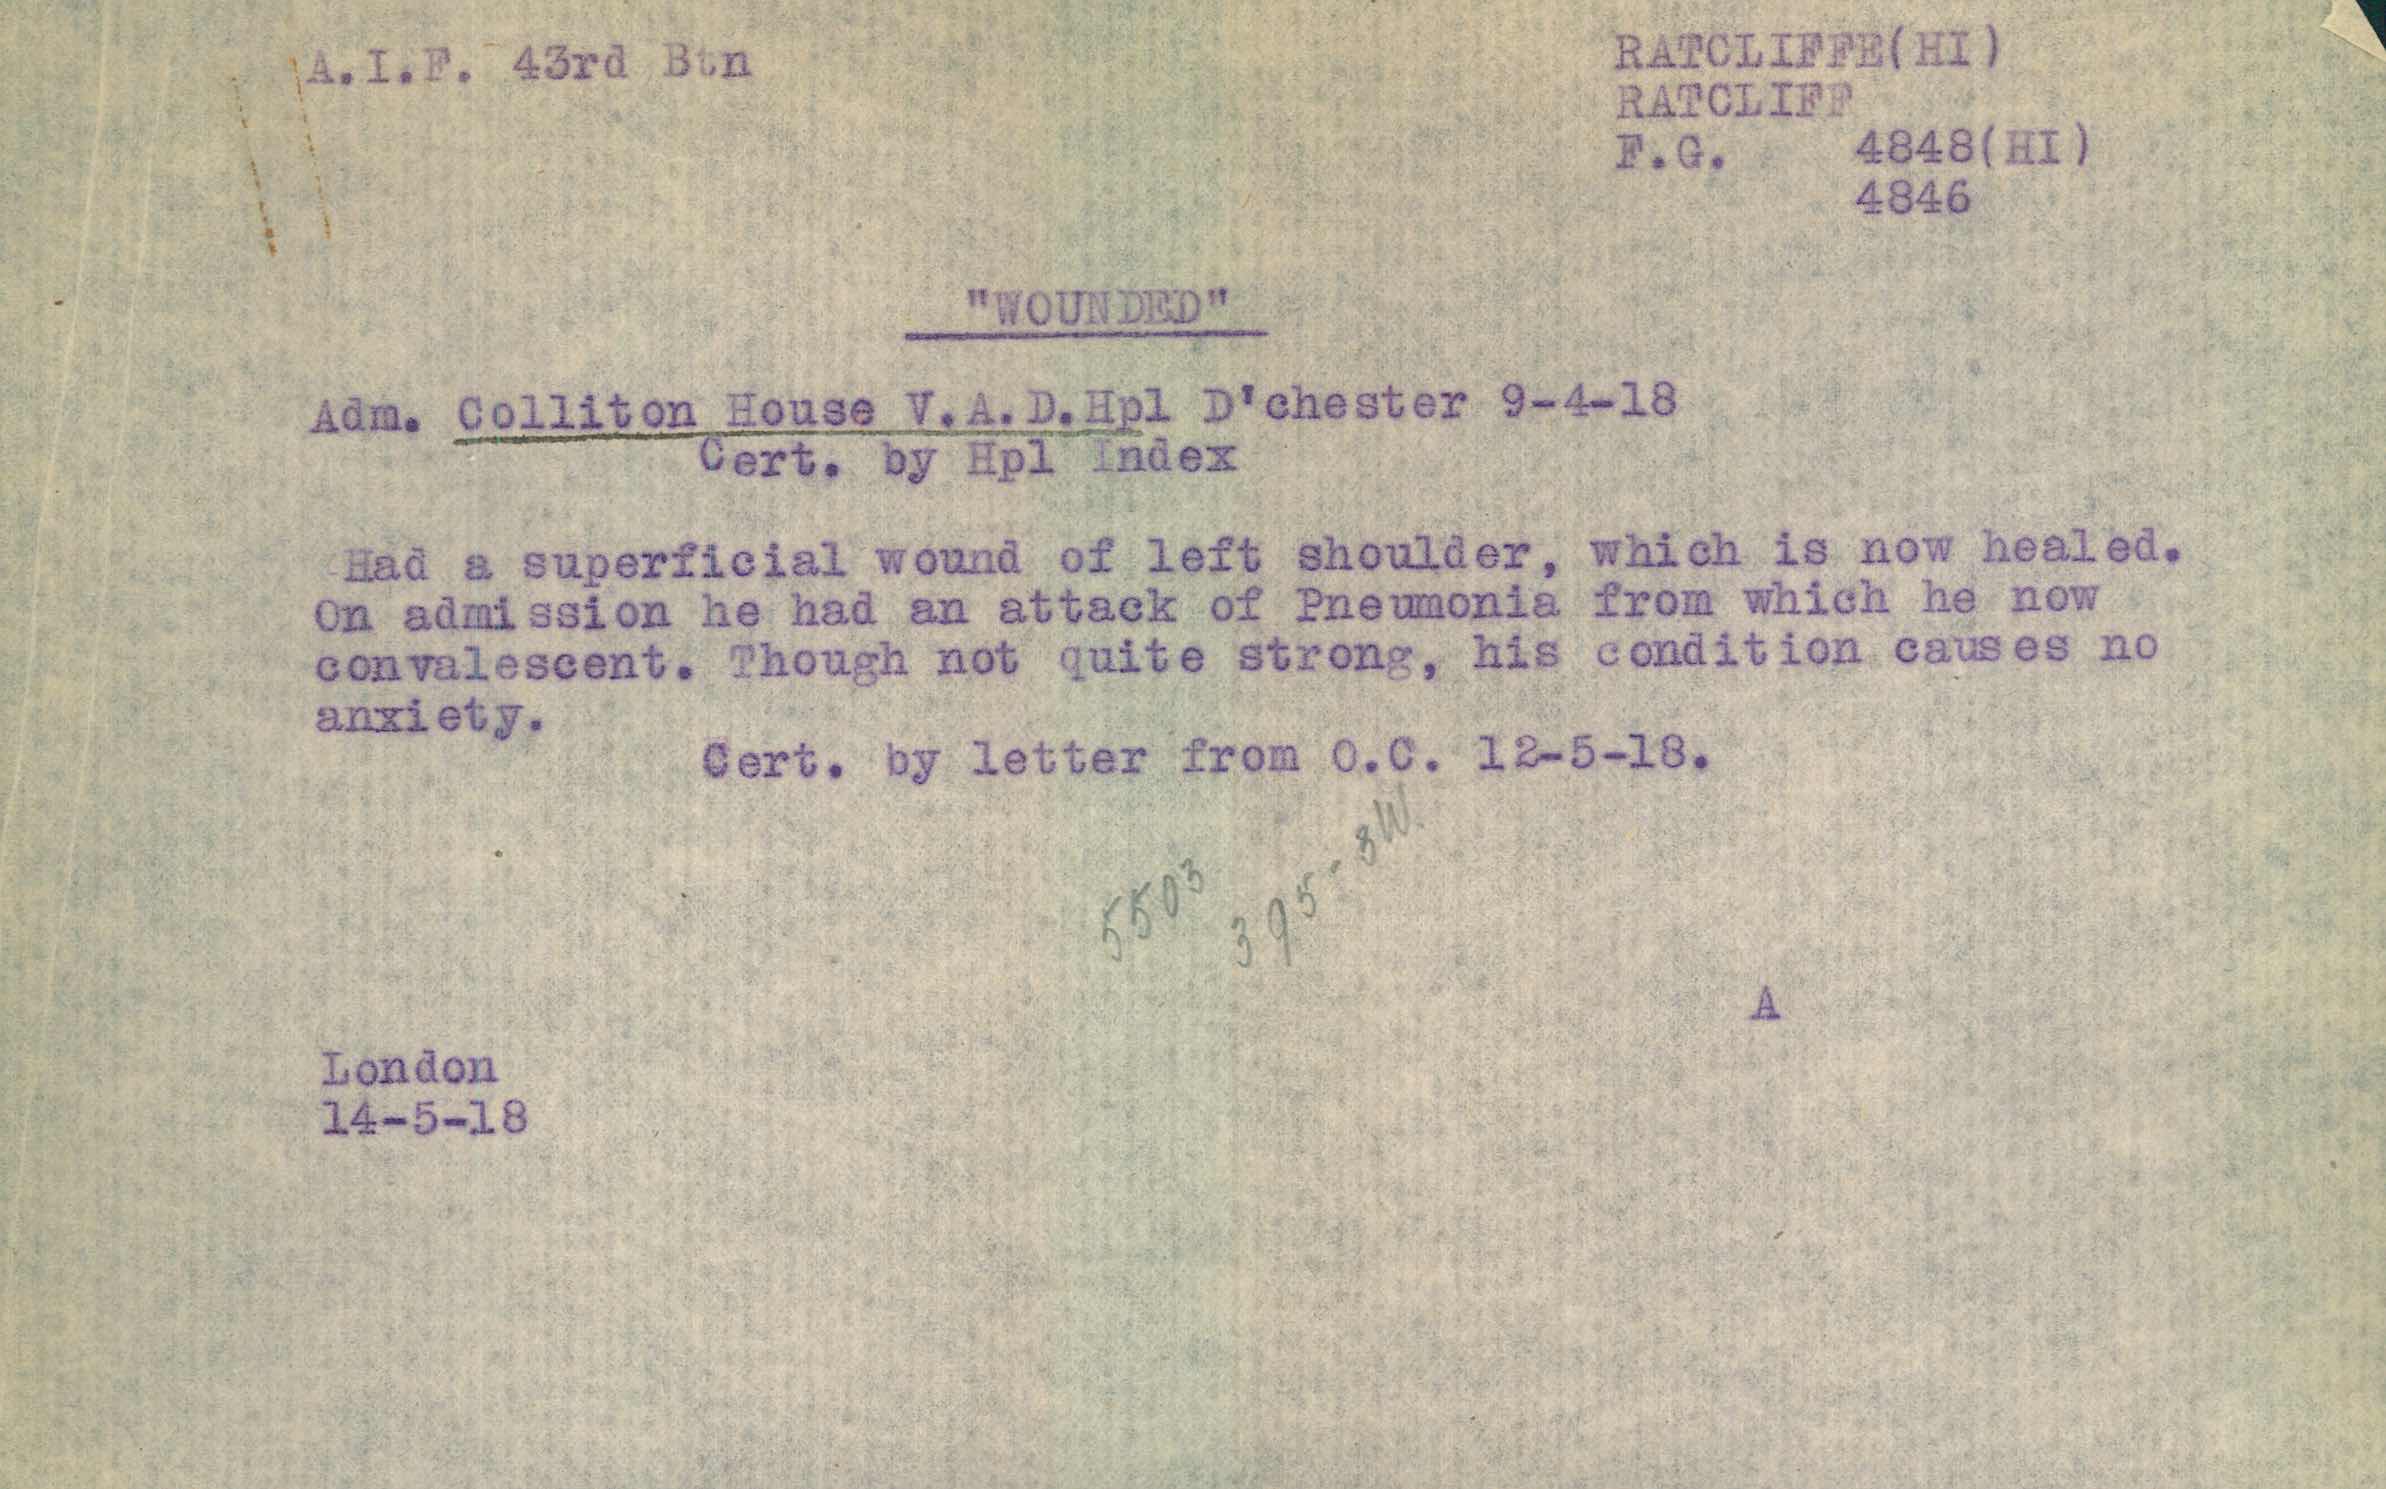 A.I.F. 43rd Btn
RATCLIFFE(HI)
RATCLIFF
F.G. 4848(HI)
4846
"WOUNDED"
Adm. Colliton House V.A.D.Hpl D'chester 9-4-18
Cert. by Hpl Index
Had a superficial wound of left shoulder, which is now healed.
On admission he had an attack of Pneumonia from which he now
convalescent. Though not quite strong, his condition causes no
anxiety.
Cert. by letter from O.C. 12-5-18.
5503
395-8W.
A
London
14-5-18